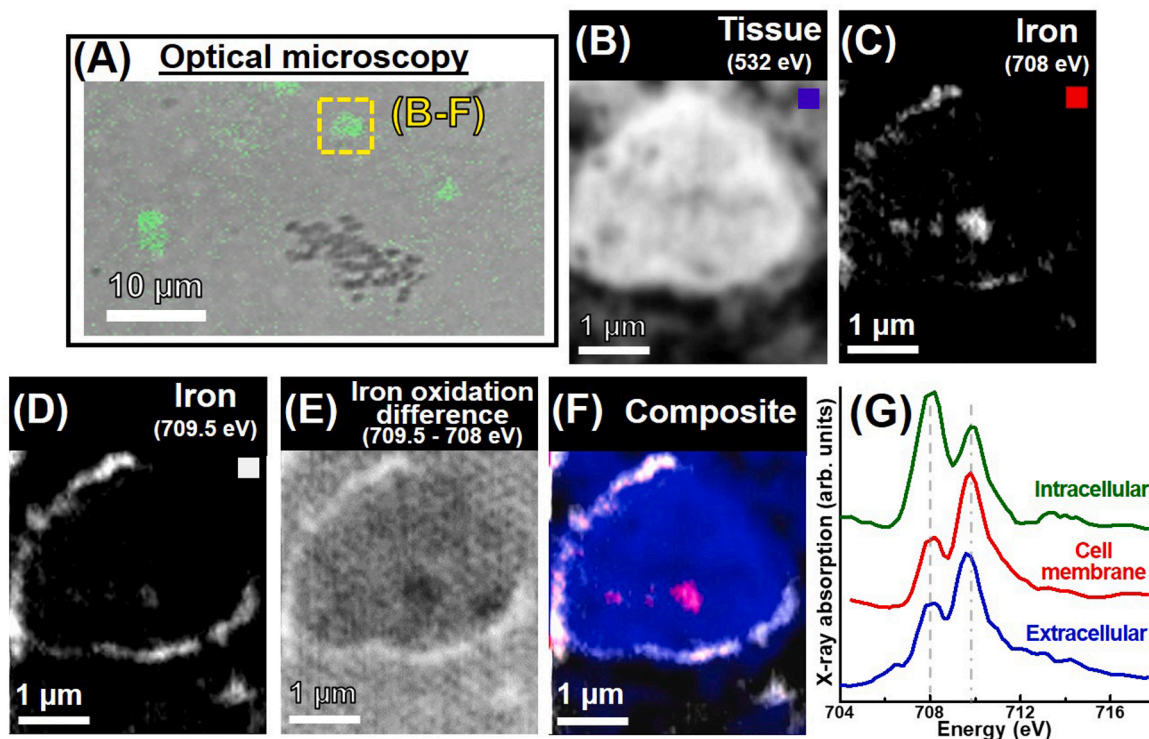 (A) Optical microscopy
(B-F)
10 µm
(B) Tissue
(532 eV)
1 µm
(C) Iron
(708 eV)
1 µm
(D) Iron
(709.5 eV)
1 µm
(E) Iron oxidation
difference
(709.5 - 708 eV)
1 µm
(F) Composite
1 µm
(G)
X-ray absorption (arb. units)
Intracellular
Cell
membrane
Extracellular
704 708 712 716
Energy (eV)